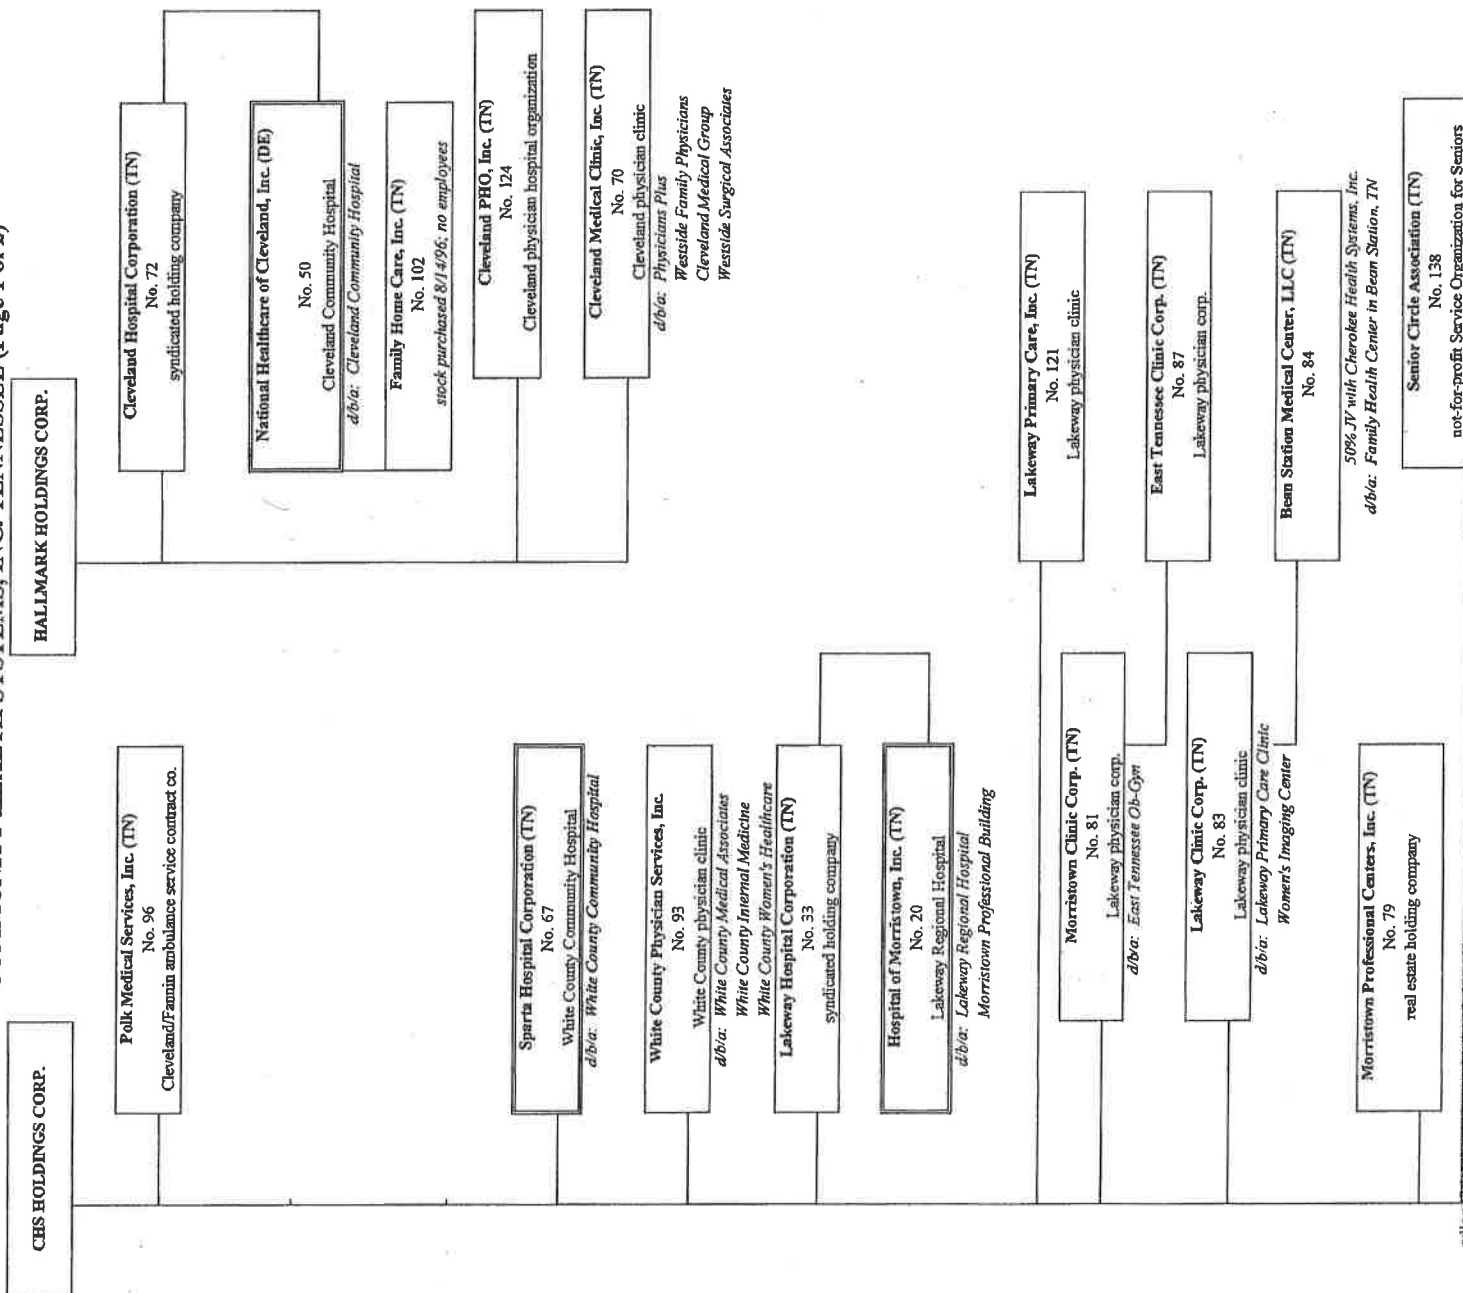 SYSTEMS, INC. TENNESSEE (Page 1 of 2)
CHS HOLDINGS CORP.
HALLMARK HOLDINGS CORP.
Polk Medical Services, Inc. (TN)
No. 96
Cleveland/Fannin ambulance service contract co.
Cleveland Hospital Corporation (TN)
No. 72
syndicated holding company
National Healthcare of Cleveland, Inc. (DE)
No. 50
Cleveland Community Hospital
d/b/a: Cleveland Community Hospital
Family Home Care, Inc. (TN)
No. 102
stock purchased 8/14/96; no employees
Cleveland PHO, Inc. (TN)
No. 124
Cleveland physician hospital organization
Cleveland Medical Clinic, Inc. (TN)
No. 70
Cleveland physician clinic
d/b/a: Physicians Plus
Westside Family Physicians
Cleveland Medical Group
Westside Surgical Associates
Sparta Hospital Corporation (TN)
No. 67
White County Community Hospital
d/b/a: White County Community Hospital
White County Physician Services, Inc.
No. 93
White County physician clinic
d/b/a: White County Medical Associates
White County Internal Medicine
White County Women's Healthcare
Lakeway Hospital Corporation (TN)
No. 33
syndicated holding company
Hospital of Morristown, Inc. (TN)
No. 20
Lakeway Regional Hospital
d/b/a: Lakeway Regional Hospital
Morristown Professional Building
Lakeway Primary Care, Inc. (TN)
No. 121
Lakeway physician clinic
Morristown Clinic Corp. (TN)
No. 81
Lakeway physician corp.
d/b/a: East Tennessee Ob-Gyn
East Tennessee Clinic Corp. (TN)
No. 87
Lakeway physician corp.
Lakeway Clinic Corp. (TN)
No. 83
Lakeway physician clinic
d/b/a: Lakeway Primary Care Clinic
Women's Imaging Center
Bean Station Medical Center, LLC (TN)
No. 84
50% JV with Cherokee Health Systems, Inc.
d/b/a: Family Health Center in Bean Station, TN
Morristown Professional Centers, Inc. (TN)
No. 79
real estate holding company
Senior Circle Association (TN)
No. 138
not-for-profit Service Organization for Seniors